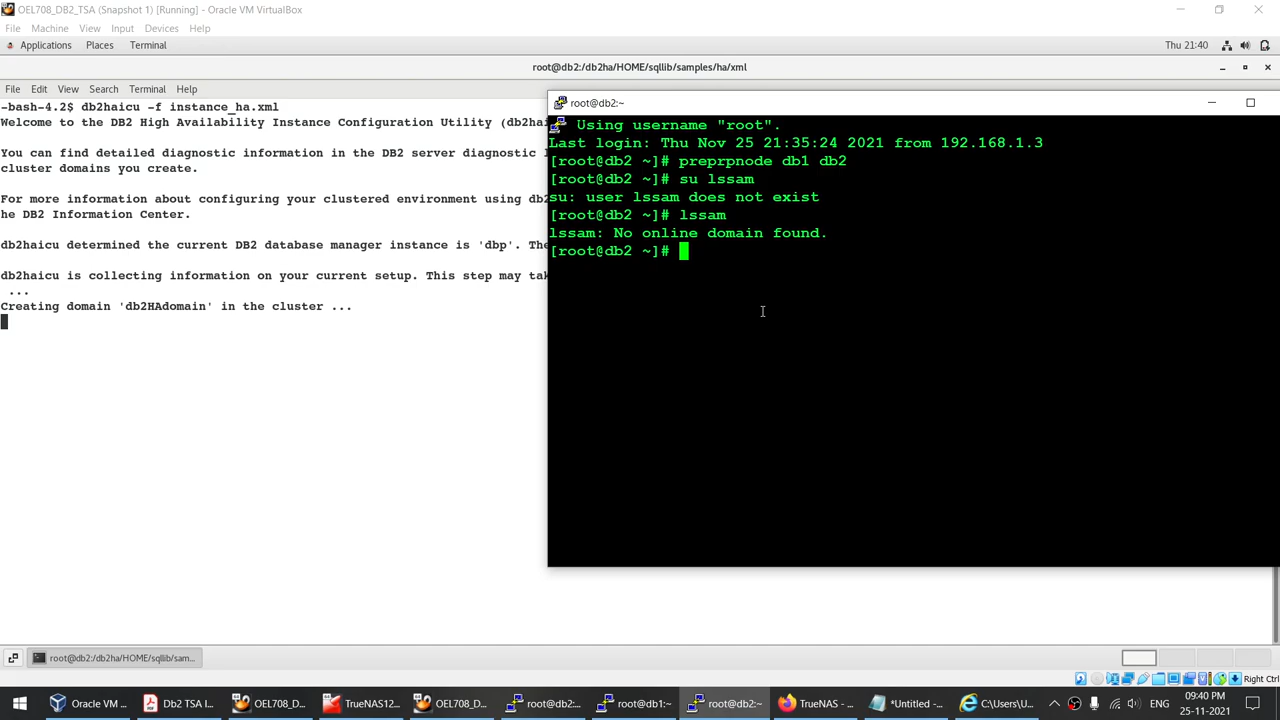 OEL708_DB2_TSA (Snapshot 1) [Running] - Oracle VM VirtualBox
File Machine View Input Devices Help
Applications Places Terminal Thu 21:40
root@db2:/db2ha/HOME/sqllib/samples/ha/xml
File Edit View Search Terminal Help
-bash-4.2$ db2haicu -f instance_ha.xml
Welcome to the DB2 High Availability Instance Configuration Utility (db2hai
You can find detailed diagnostic information in the DB2 server diagnostic l
cluster domains you create.
For more information about configuring your clustered environment using db2
he DB2 Information Center.
db2haicu determined the current DB2 database manager instance is 'dbp'. The
db2haicu is collecting information on your current setup. This step may tak
...
Creating domain 'db2HAdomain' in the cluster ...
root@db2:~
Using username "root".
Last login: Thu Nov 25 21:35:24 2021 from 192.168.1.3
[root@db2 ~]# preprpnode db1 db2
[root@db2 ~]# su lssam
su: user lssam does not exist
[root@db2 ~]# lssam
lssam: No online domain found.
[root@db2 ~]#
root@db2:/db2ha/HOME/sqllib/sam...
Right Ctrl
Oracle VM ... Db2 TSA I... OEL708_D... TrueNAS12... OEL708_D... root@db2:... root@db1:~ root@db2:~ TrueNAS - ... *Untitled - ... C:\Users\U... ENG 09:40 PM
25-11-2021